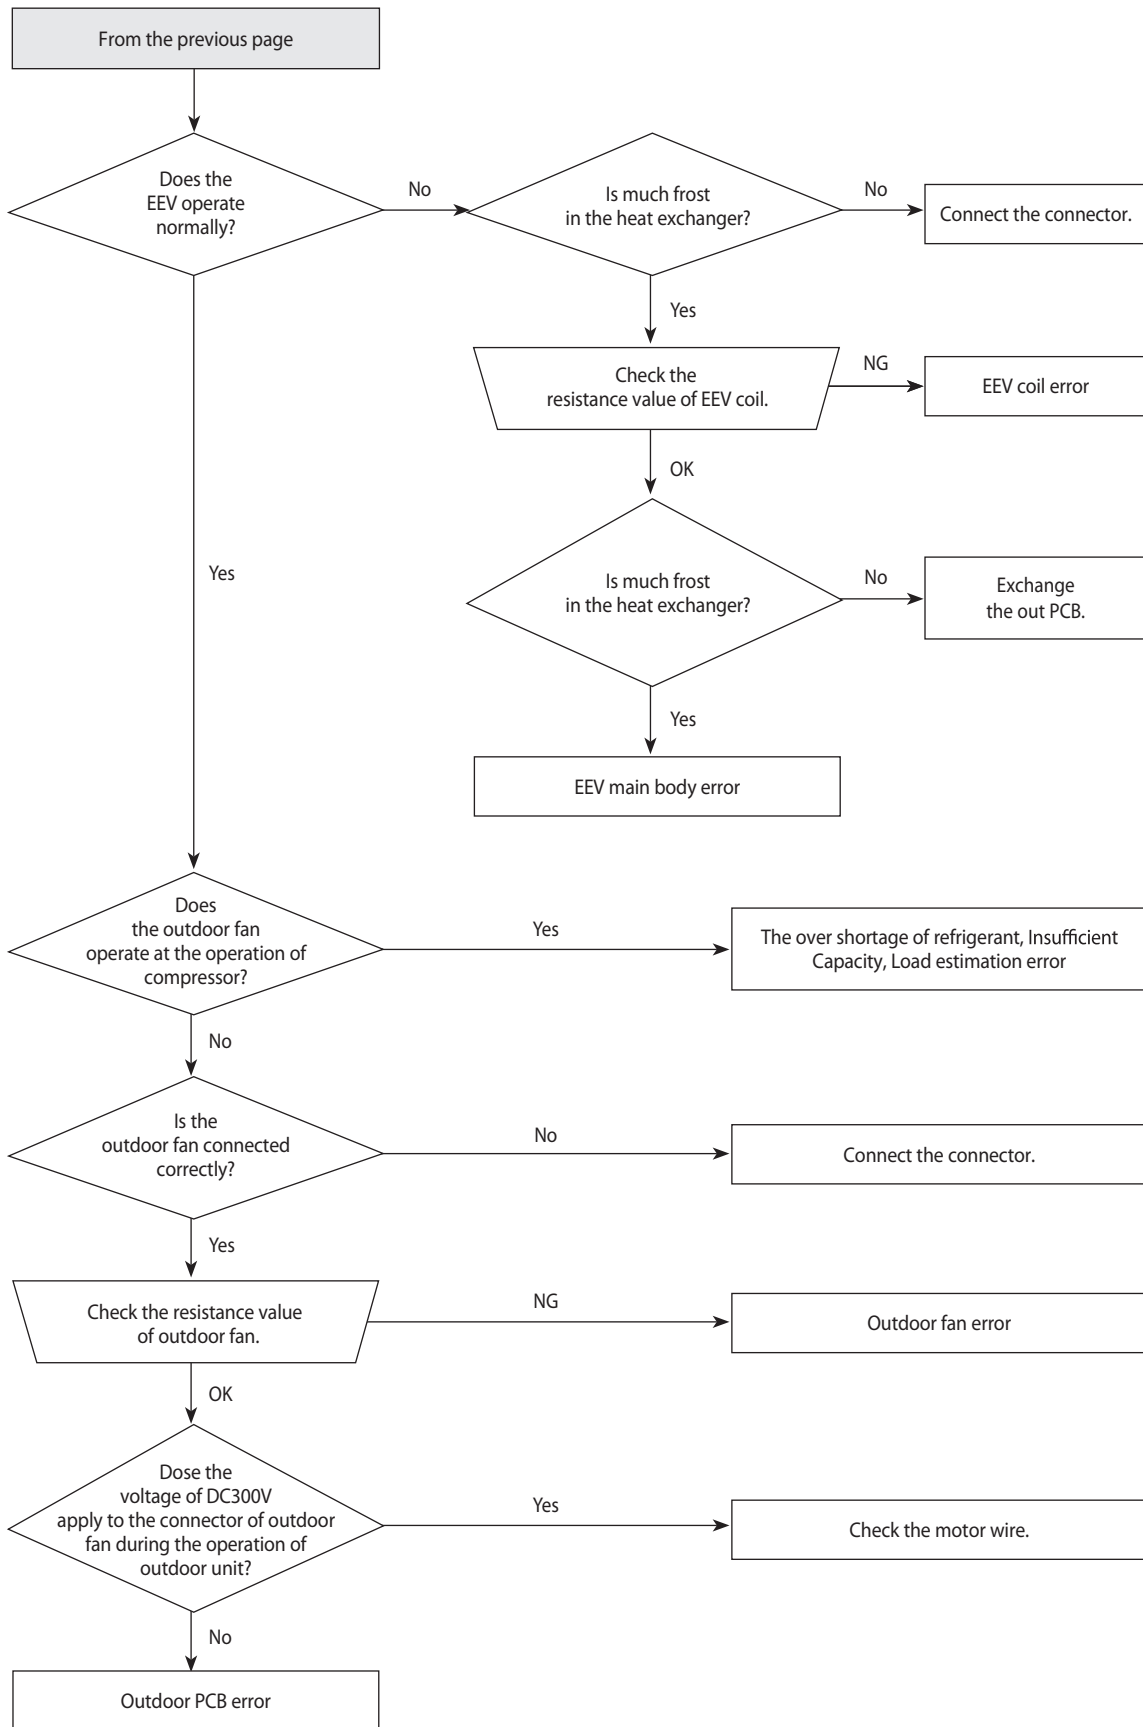 From the previous page
Does the
EEV operate
normally?
No
Is much frost
in the heat exchanger?
No
Connect the connector.
Yes
Check the
resistance value of EEV coil.
NG
EEV coil error
OK
Yes
Is much frost
in the heat exchanger?
No
Exchange
the out PCB.
Yes
EEV main body error
Does
the outdoor fan
operate at the operation of
compressor?
Yes
The over shortage of refrigerant, Insufficient
Capacity, Load estimation error
No
Is the
outdoor fan connected
correctly?
No
Connect the connector.
Yes
Check the resistance value
of outdoor fan.
NG
Outdoor fan error
OK
Dose the
voltage of DC300V
apply to the connector of outdoor
fan during the operation of
outdoor unit?
Yes
Check the motor wire.
No
Outdoor PCB error